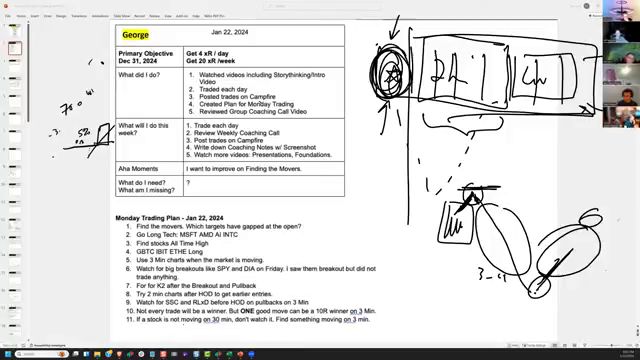 George
Jan 22, 2024
Primary Objective
Dec 31, 2024
Get 4 xR / day
Get 20 xR /week
What did I do?
1. Watched videos including Storythinking/Intro
Video
2. Traded each day
3. Posted trades on Campfire
4. Created Plan for Monday Trading
5. Reviewed Group Coaching Call Video
What will I do this
week?
1. Trade each day
2. Review Weekly Coaching Call
3. Post trades on Campfire
4. Write down Coaching Notes w/ Screenshot
5. Watch more videos: Presentations, Foundations.
Aha Moments
I want to improve on Finding the Movers.
What do I need?
What am I missing?
?
Monday Trading Plan - Jan 22, 2024
1. Find the movers. Which targets have gapped at the open?
2. Go Long Tech: MSFT AMD AI INTC
3. Find stocks All Time High
4. GBTC IBIT ETHE Long
5. Use 3 Min charts when the market is moving.
6. Watch for big breakouts like SPY and DIA on Friday. I saw them breakout but did not
trade anything.
7. For for K2 after the Breakout and Pullback
8. Try 2 min charts after HOD to get earlier entries.
9. Watch for SSC and RLxD before HOD on pullbacks on 3 Min
10. Not every trade will be a winner. But ONE good move can be a 10R winner on 3 Min.
11. If a stock is not moving on 30 min, don't watch it. Find something moving on 3 min.
3-4